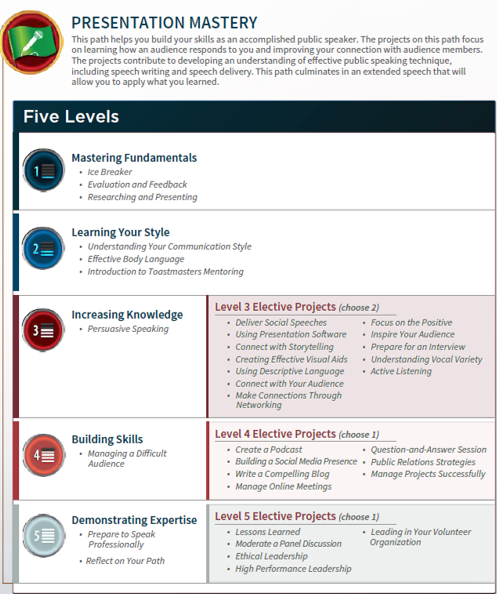 PRESENTATION MASTERY
This path helps you build your skills as an accomplished public speaker. The projects on this path focus
on learning how an audience responds to you and improving your connection with audience members.
The projects contribute to developing an understanding of effective public speaking technique,
including speech writing and speech delivery. This path culminates in an extended speech that will
allow you to apply what you learned.
Five Levels
1
Mastering Fundamentals
• Ice Breaker
• Evaluation and Feedback
• Researching and Presenting
2
Learning Your Style
• Understanding Your Communication Style
• Effective Body Language
• Introduction to Toastmasters Mentoring
3
Increasing Knowledge
• Persuasive Speaking
Level 3 Elective Projects (choose 2)
• Deliver Social Speeches
• Using Presentation Software
• Connect with Storytelling
• Creating Effective Visual Aids
• Using Descriptive Language
• Connect with Your Audience
• Make Connections Through
Networking
• Focus on the Positive
• Inspire Your Audience
• Prepare for an Interview
• Understanding Vocal Variety
• Active Listening
4
Building Skills
• Managing a Difficult
Audience
Level 4 Elective Projects (choose 1)
• Create a Podcast
• Building a Social Media Presence
• Write a Compelling Blog
• Manage Online Meetings
• Question-and-Answer Session
• Public Relations Strategies
• Manage Projects Successfully
5
Demonstrating Expertise
• Prepare to Speak
Professionally
• Reflect on Your Path
Level 5 Elective Projects (choose 1)
• Lessons Learned
• Moderate a Panel Discussion
• Ethical Leadership
• High Performance Leadership
• Leading in Your Volunteer
Organization